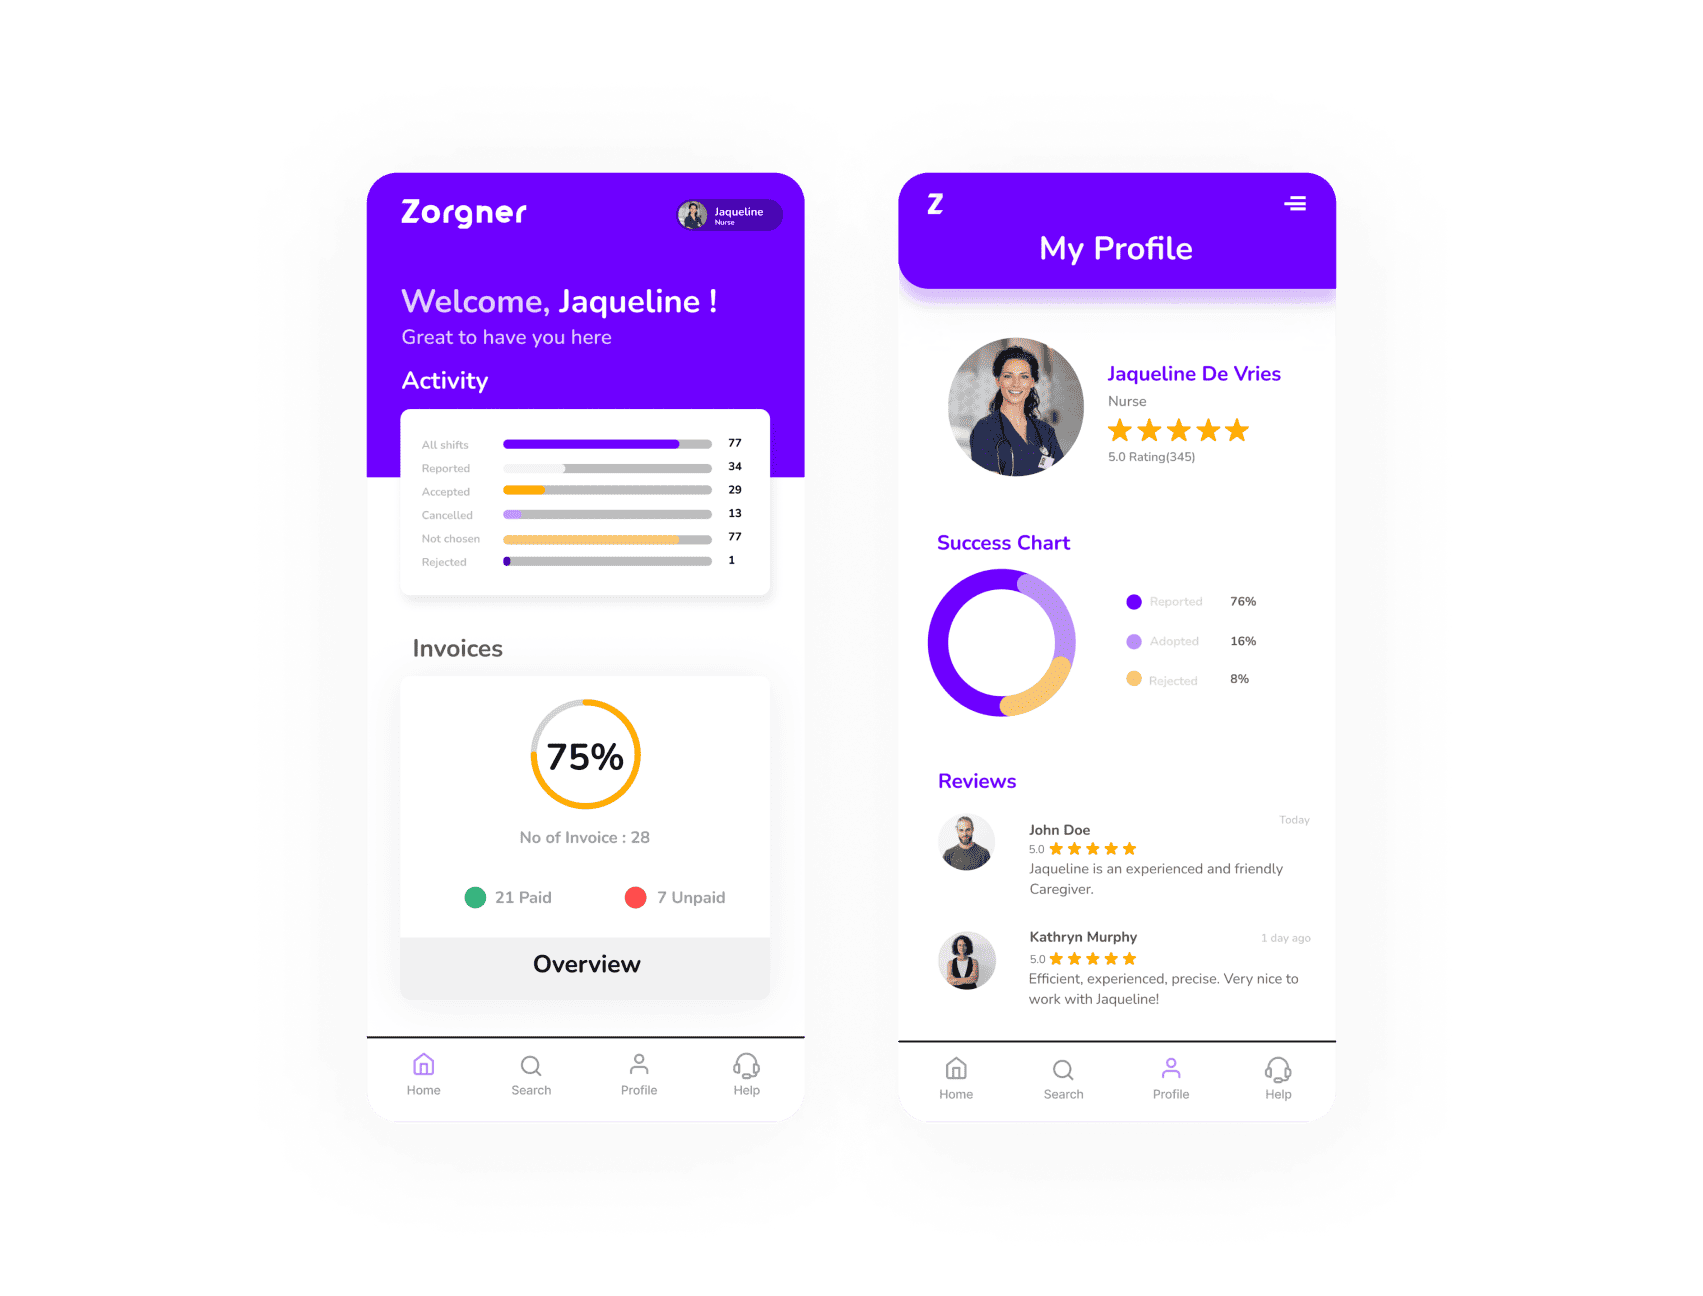 Zorgner
Jaqueline
Nurse
Welcome, Jaqueline !
Great to have you here
Activity
All shifts 77
Reported 34
Accepted 29
Cancelled 13
Not chosen 77
Rejected 1
Invoices
75%
No of Invoice : 28
21 Paid 7 Unpaid
Overview
Home Search Profile Help
Z
My Profile
Jaqueline De Vries
Nurse
5.0 Rating(345)
Success Chart
Reported 76%
Adopted 16%
Rejected 8%
Reviews
John Doe Today
5.0
Jaqueline is an experienced and friendly
Caregiver.
Kathryn Murphy 1 day ago
5.0
Efficient, experienced, precise. Very nice to
work with Jaqueline!
Home Search Profile Help